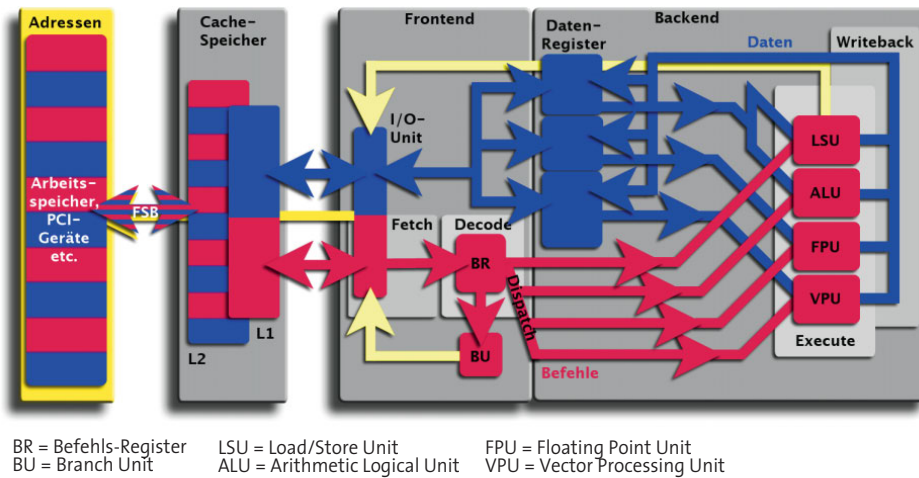 Adressen
Cache-
Speicher
Frontend
Daten-
Register
Backend
Daten
Writeback
I/O-
Unit
LSU
ALU
FPU
VPU
Execute
Arbeits-
speicher,
PCI-
Geräte
etc.
FSB
Fetch
Decode
BR
Dispatch
BU
L1
L2
Befehle
BR = Befehls-Register
BU = Branch Unit
LSU = Load/Store Unit
ALU = Arithmetic Logical Unit
FPU = Floating Point Unit
VPU = Vector Processing Unit